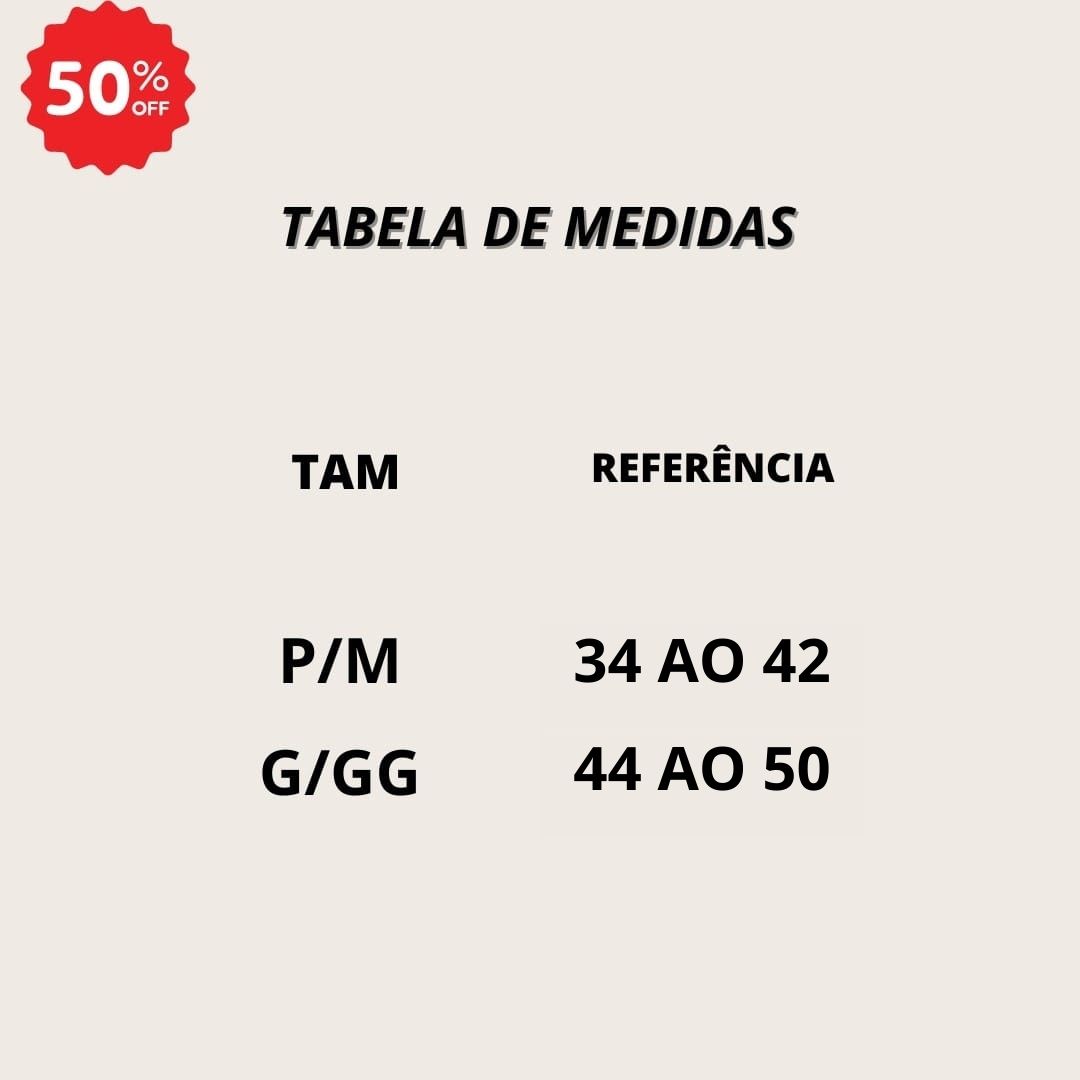 50% OFF
TABELA DE MEDIDAS
TAM REFERÊNCIA
P/M 34 AO 42
G/GG 44 AO 50